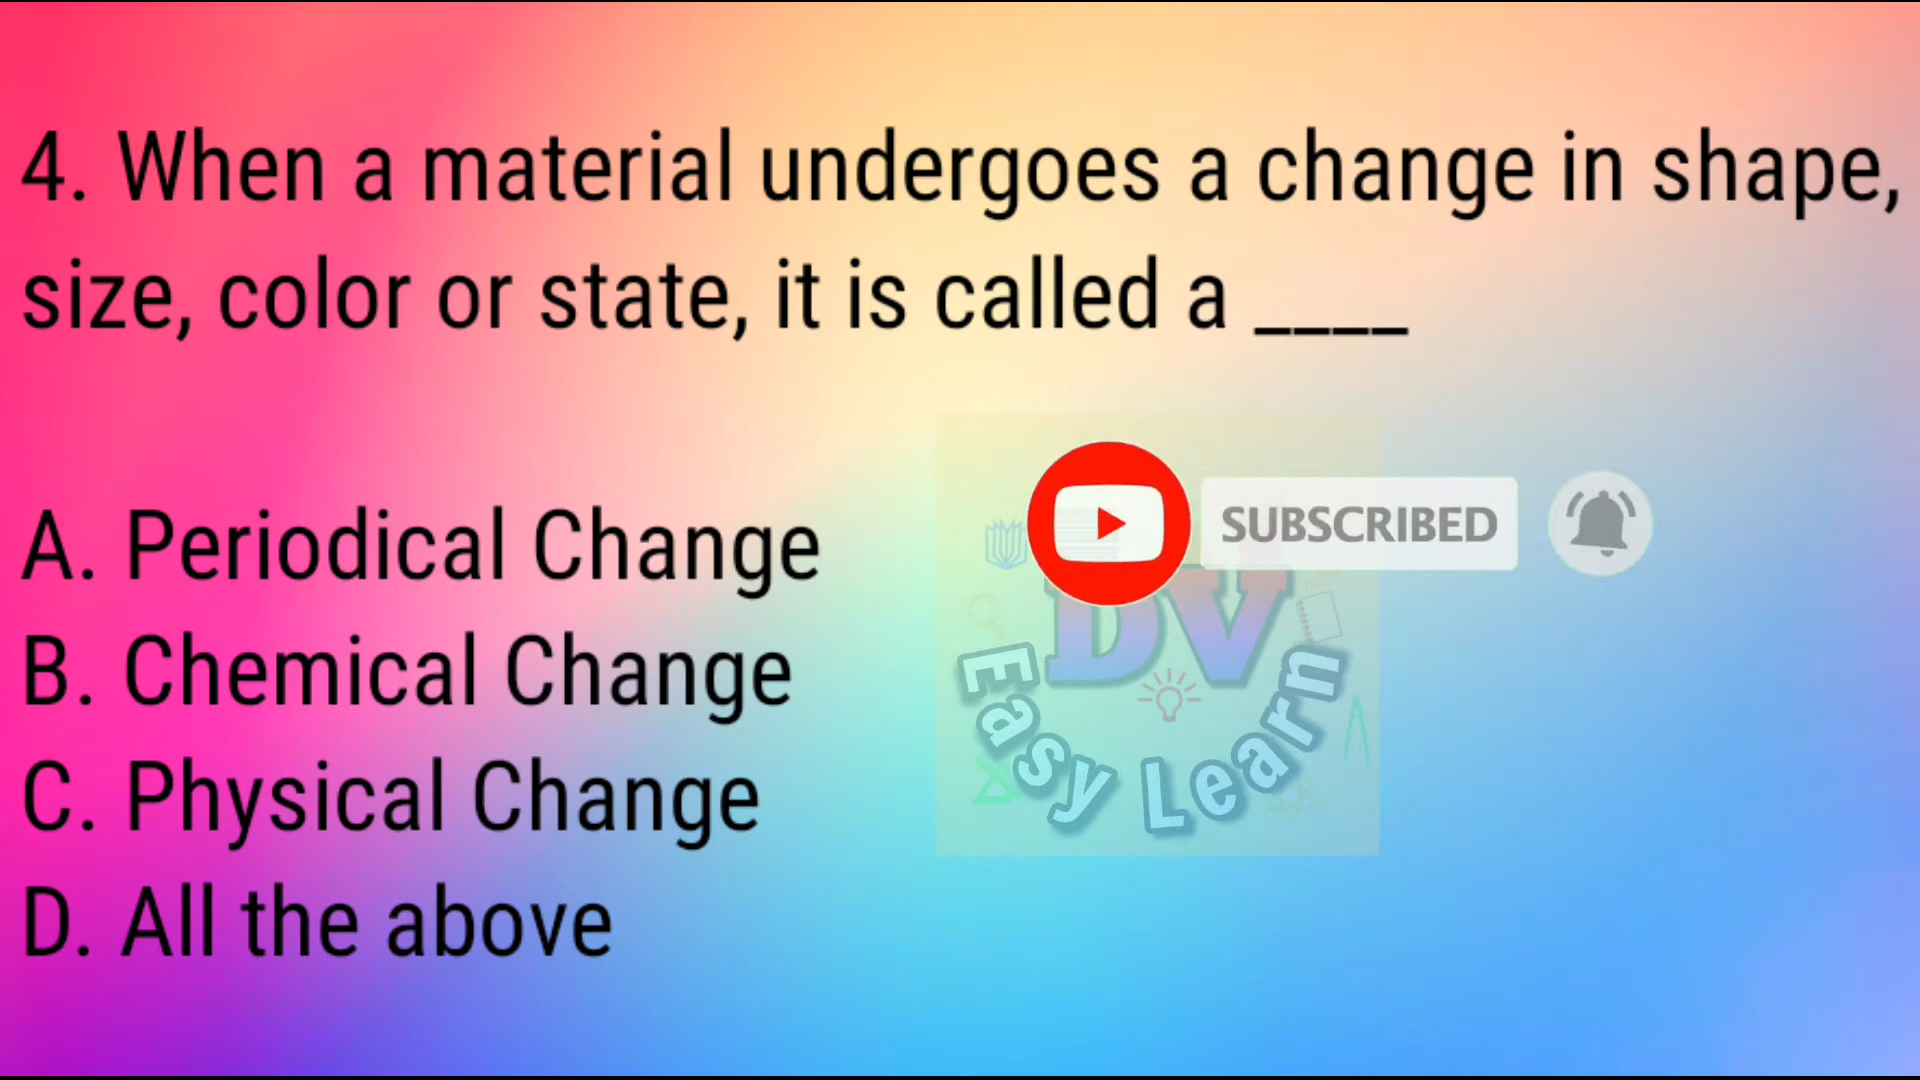 4. When a material undergoes a change in shape,
size, color or state, it is called a ____
A. Periodical Change
B. Chemical Change
C. Physical Change
D. All the above
SUBSCRIBED
DV
Easy Learn